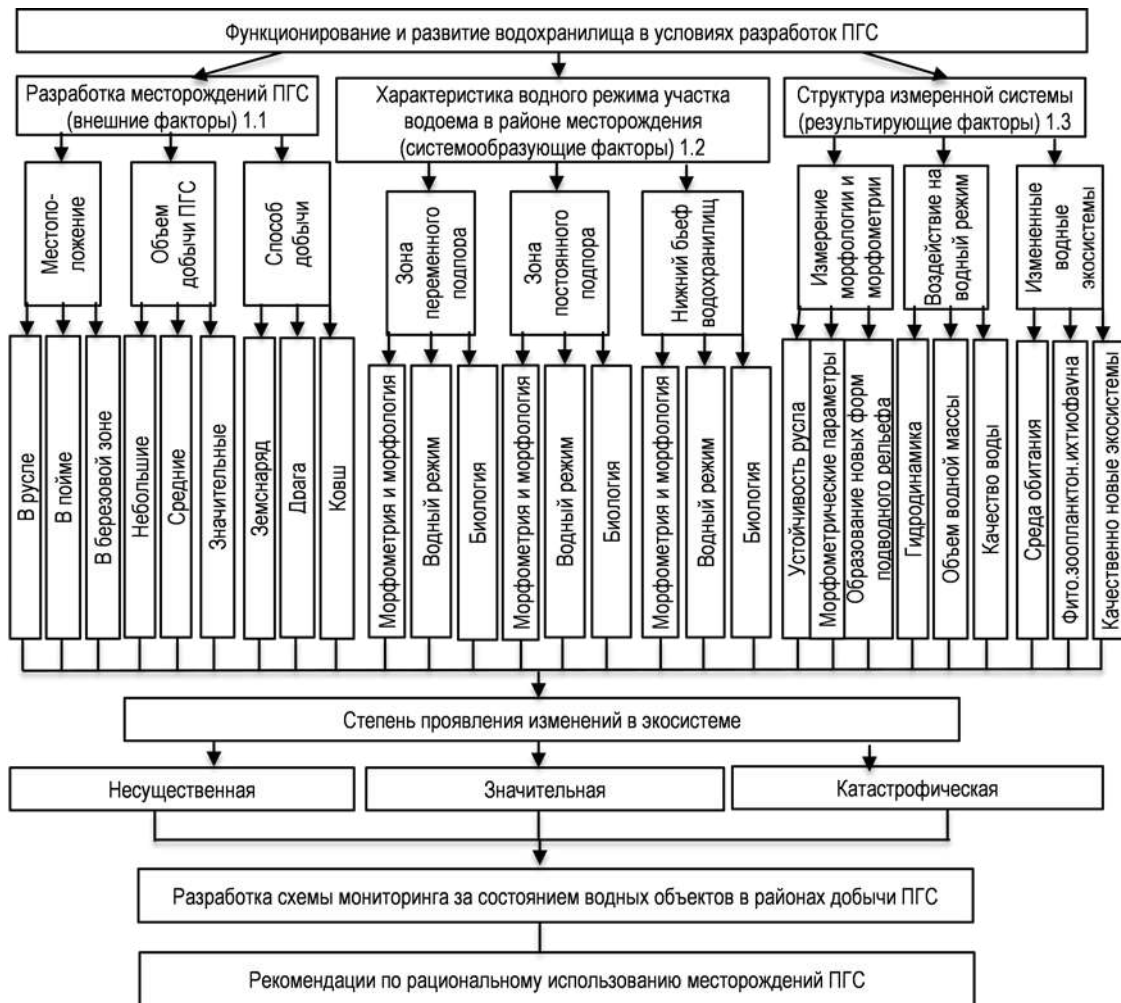 Функционирование и развитие водохранилища в условиях разработок ПГС
Разработка месторождений ПГС
(внешние факторы) 1.1
Характеристика водного режима участка
водоема в районе месторождения
(системообразующие факторы) 1.2
Структура измеренной системы
(результирующие факторы) 1.3
Местопо-
ложение
Объем
добычи ПГС
Способ
добычи
Зона
переменного
подпора
Зона
постоянного
подпора
Нижний бьеф
водохранилищ
Измерение
морфологии и
морфометрии
Воздействие на
водный режим
Измененные
водные
экосистемы
В русле
В пойме
В березовой зоне
Небольшие
Средние
Значительные
Земснаряд
Драга
Ковш
Морфометрия и морфология
Водный режим
Биология
Морфометрия и морфология
Водный режим
Биология
Морфометрия и морфология
Водный режим
Биология
Устойчивость русла
Морфометрические параметры
Образование новых форм
подводного рельефа
Гидродинамика
Объем водной массы
Качество воды
Среда обитания
Фито.зоопланктон.ихтиофауна
Качественно новые экосистемы
Степень проявления изменений в экосистеме
Несущественная
Значительная
Катастрофическая
Разработка схемы мониторинга за состоянием водных объектов в районах добычи ПГС
Рекомендации по рациональному использованию месторождений ПГС